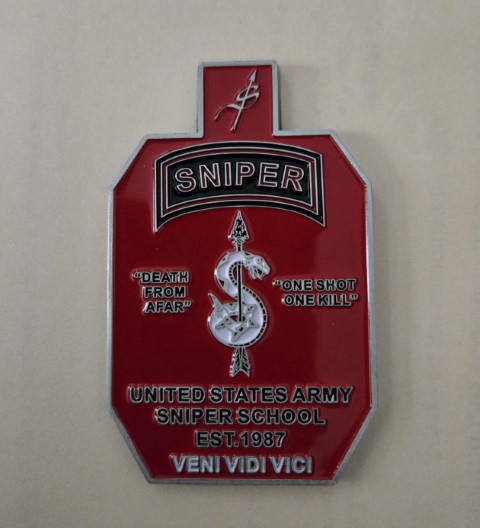 SNIPER
"DEATH
FROM
AFAR"
"ONE SHOT
ONE KILL"
UNITED STATES ARMY
SNIPER SCHOOL
EST.1987
VENI VIDI VICI